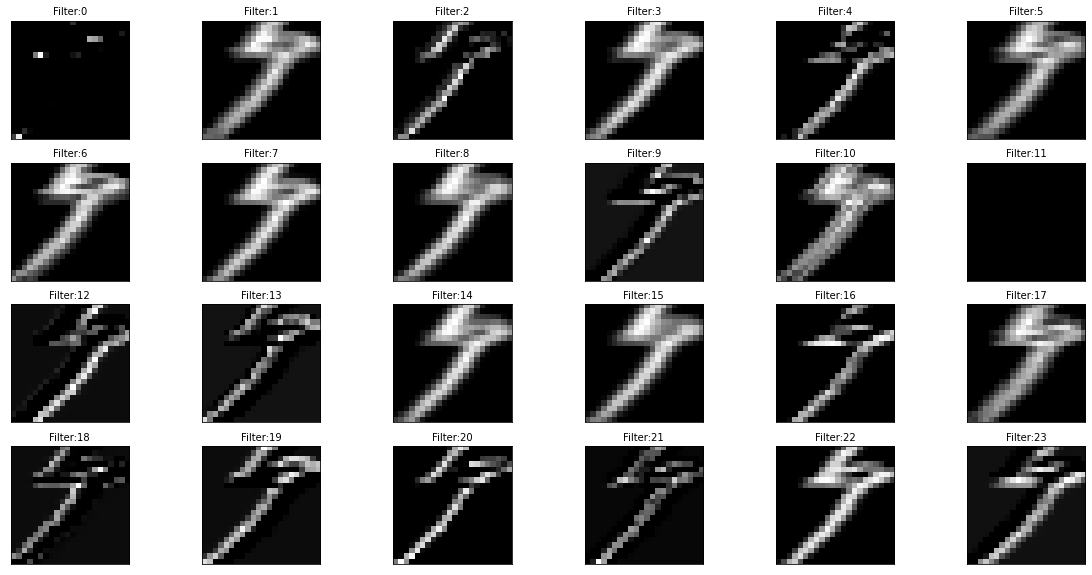 Filter:0 Filter:1 Filter:2 Filter:3 Filter:4 Filter:5
Filter:6 Filter:7 Filter:8 Filter:9 Filter:10 Filter:11
Filter:12 Filter:13 Filter:14 Filter:15 Filter:16 Filter:17
Filter:18 Filter:19 Filter:20 Filter:21 Filter:22 Filter:23